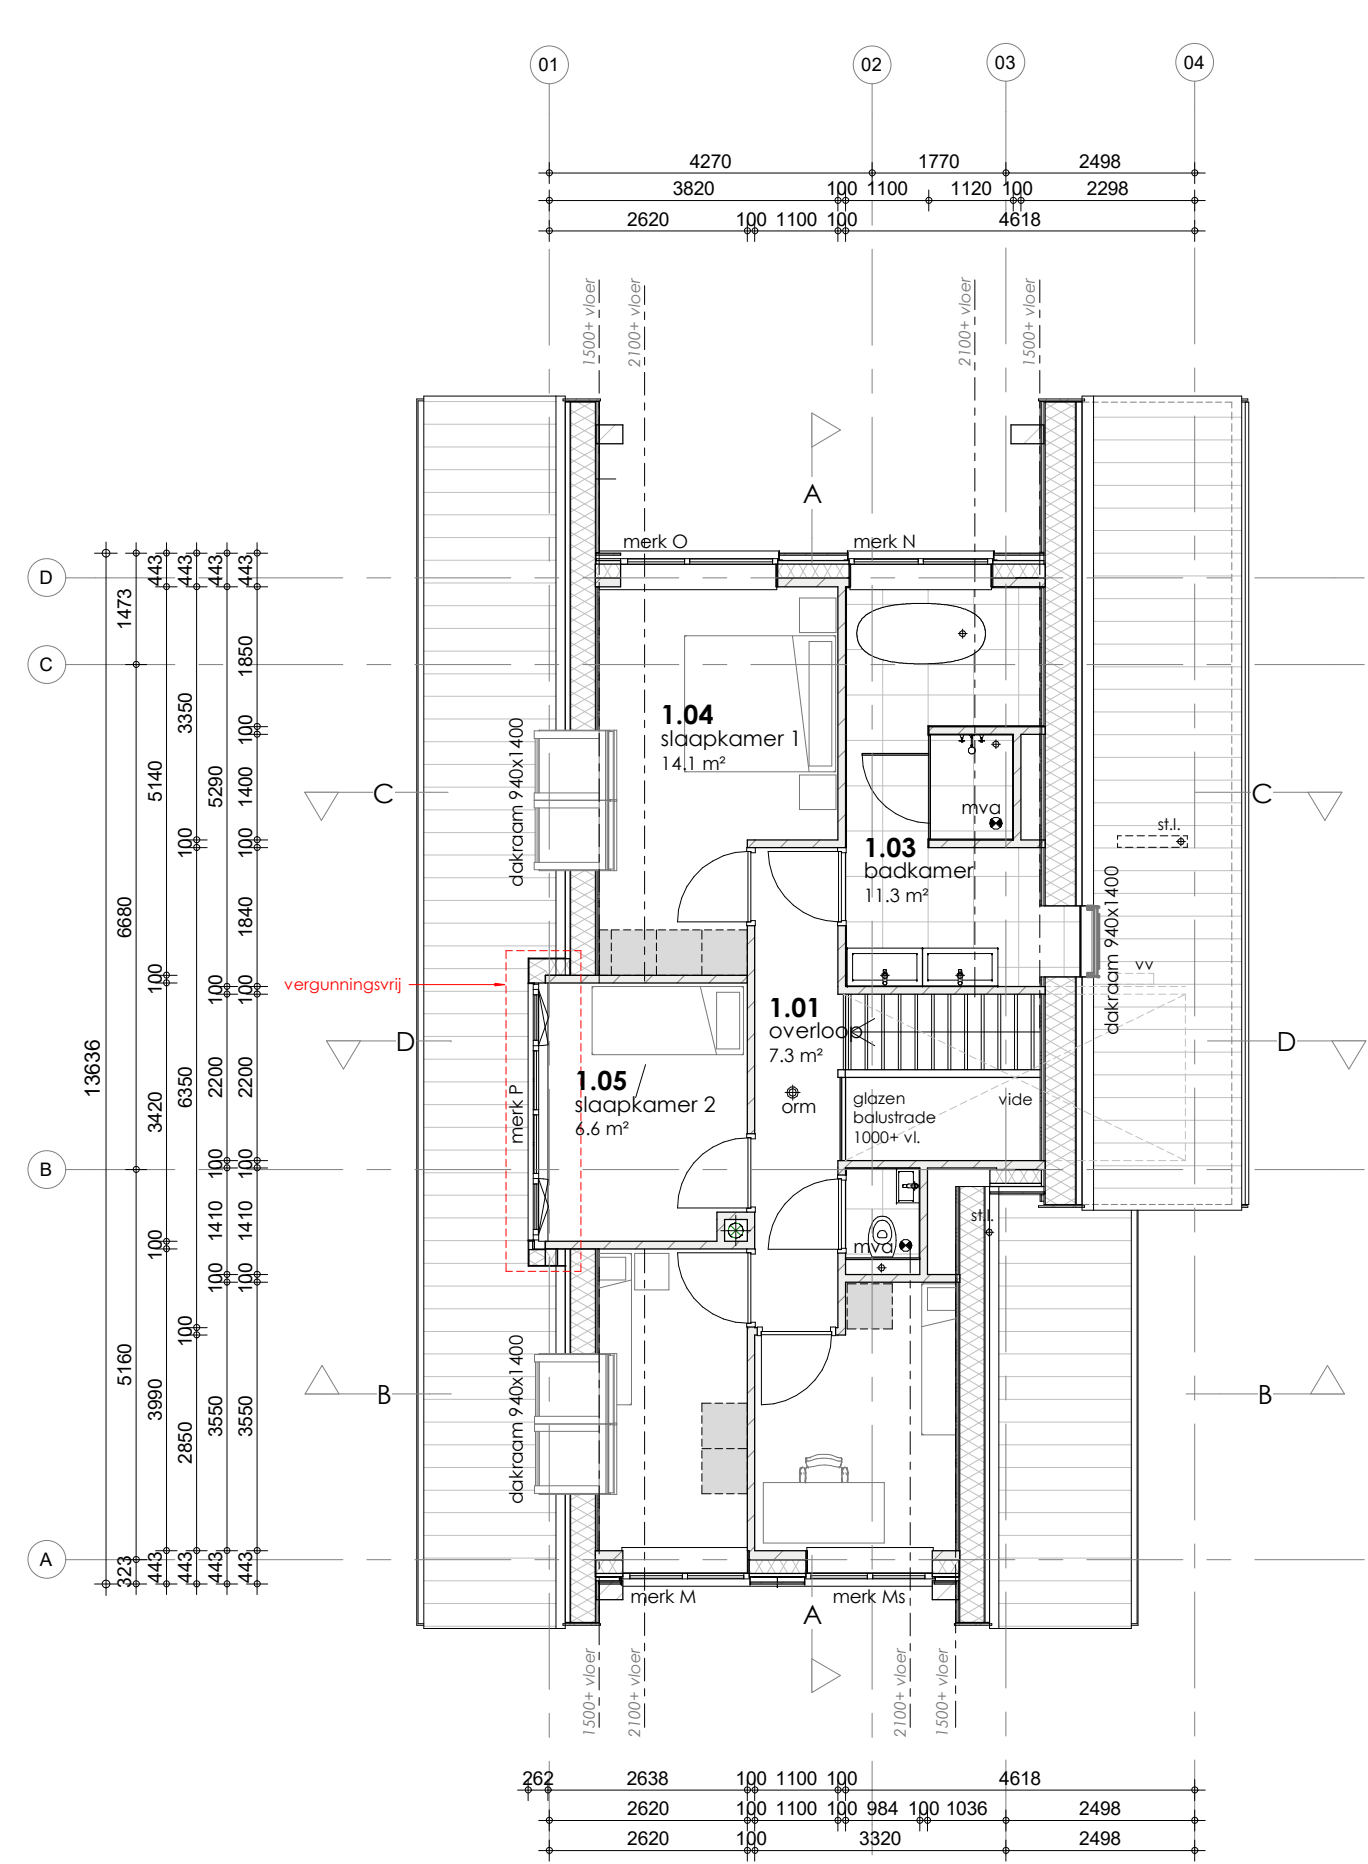 01
02
03
04
4270
1770
2498
3820
100
1100
1120
100
2298
2620
100
1100
100
4618
1500+ vloer
2100+ vloer
2100+ vloer
1500+ vloer
A
merk O
merk N
D
C
B
A
13636
1473
6680
5160
323
443
5140
100
3420
100
3990
443
443
3350
100
6350
100
2850
443
443
5290
100
2200
100
1410
100
3550
443
443
1850
100
1400
100
1840
100
2200
100
1410
100
3550
443
1.04
slaapkamer 1
14.1 m²
dakraam 940x1400
C
C
mva
st.l.
1.03
badkamer
11.3 m²
dakraam 940x1400
vv
vergunningsvrij
1.01
overloop
7.3 m²
D
D
1.05
slaapkamer 2
6.6 m²
merk P
orm
glazen
balustrade
1000+ vl.
vide
st.l.
mva
dakraam 940x1400
B
B
merk M
merk Ms
A
1500+ vloer
2100+ vloer
2100+ vloer
1500+ vloer
262
2638
100
1100
100
4618
2620
100
1100
100
984
100
1036
2498
2620
100
3320
2498